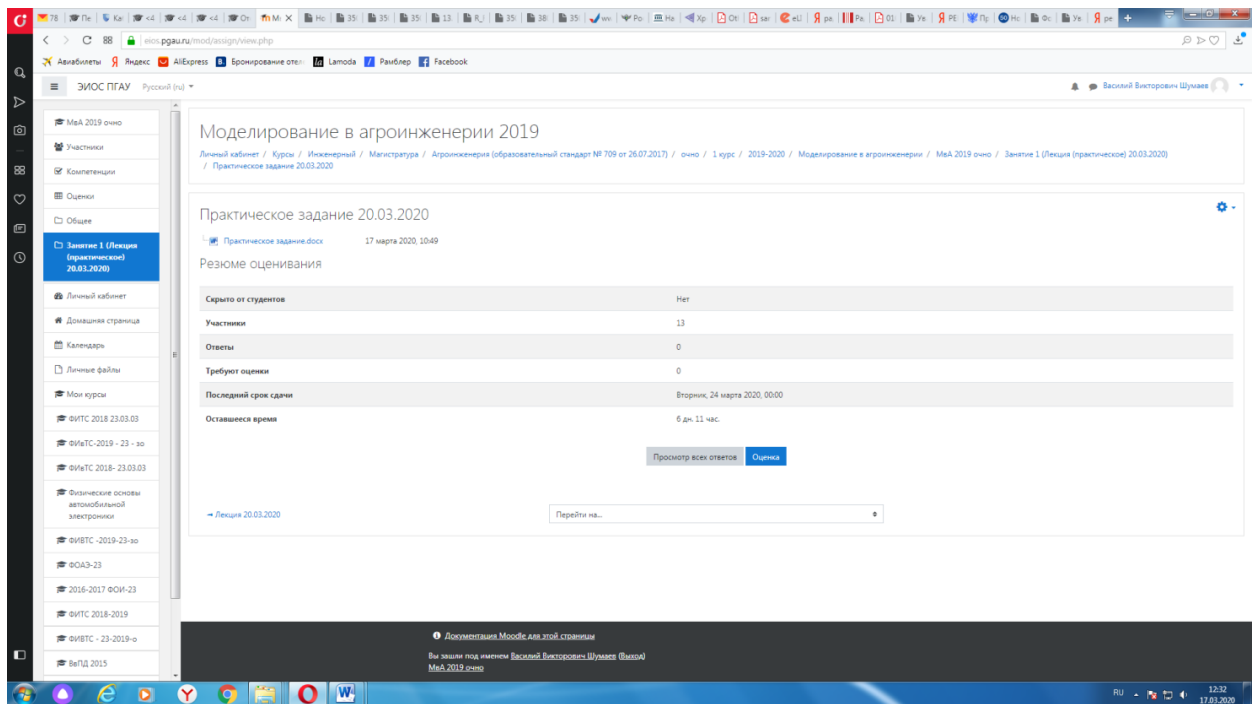 eios.pgau.ru/mod/assign/view.php
Авиабилеты Яндекс AliExpress Бронирование отел Lamoda Рамблер Facebook
ЭИОС ПГАУ Русский (ru)
Василий Викторович Шумаев
МвА 2019 очно
Участники
Компетенции
Оценки
Общее
Занятие 1 (Лекция
(практическое)
20.03.2020)
Личный кабинет
Домашняя страница
Календарь
Личные файлы
Мои курсы
ФИТС 2018 23.03.03
ФИвТС-2019 - 23 - зо
ФИвТС 2018- 23.03.03
Физические основы
автомобильной
электроники
ФИВТС -2019-23-зо
ФОАЭ-23
2016-2017 ФОИ-23
ФИТС 2018-2019
ФИВТС - 23-2019-о
ВвПД 2015
Моделирование в агроинженерии 2019
Личный кабинет / Курсы / Инженерный / Магистратура / Агроинженерия (образовательный стандарт № 709 от 26.07.2017) / очно / 1 курс / 2019-2020 / Моделирование в агроинженерии / МвА 2019 очно / Занятие 1 (Лекция (практическое) 20.03.2020)
/ Практическое задание 20.03.2020
Практическое задание 20.03.2020
Практическое задание.docx 17 марта 2020, 10:49
Резюме оценивания
Скрыто от студентов Нет
Участники 13
Ответы 0
Требуют оценки 0
Последний срок сдачи Вторник, 24 марта 2020, 00:00
Оставшееся время 6 дн. 11 час.
Просмотр всех ответов Оценка
→ Лекция 20.03.2020 Перейти на...
Документация Moodle для этой страницы
Вы зашли под именем Василий Викторович Шумаев (Выход)
МвА 2019 очно
RU 12:32
17.03.2020